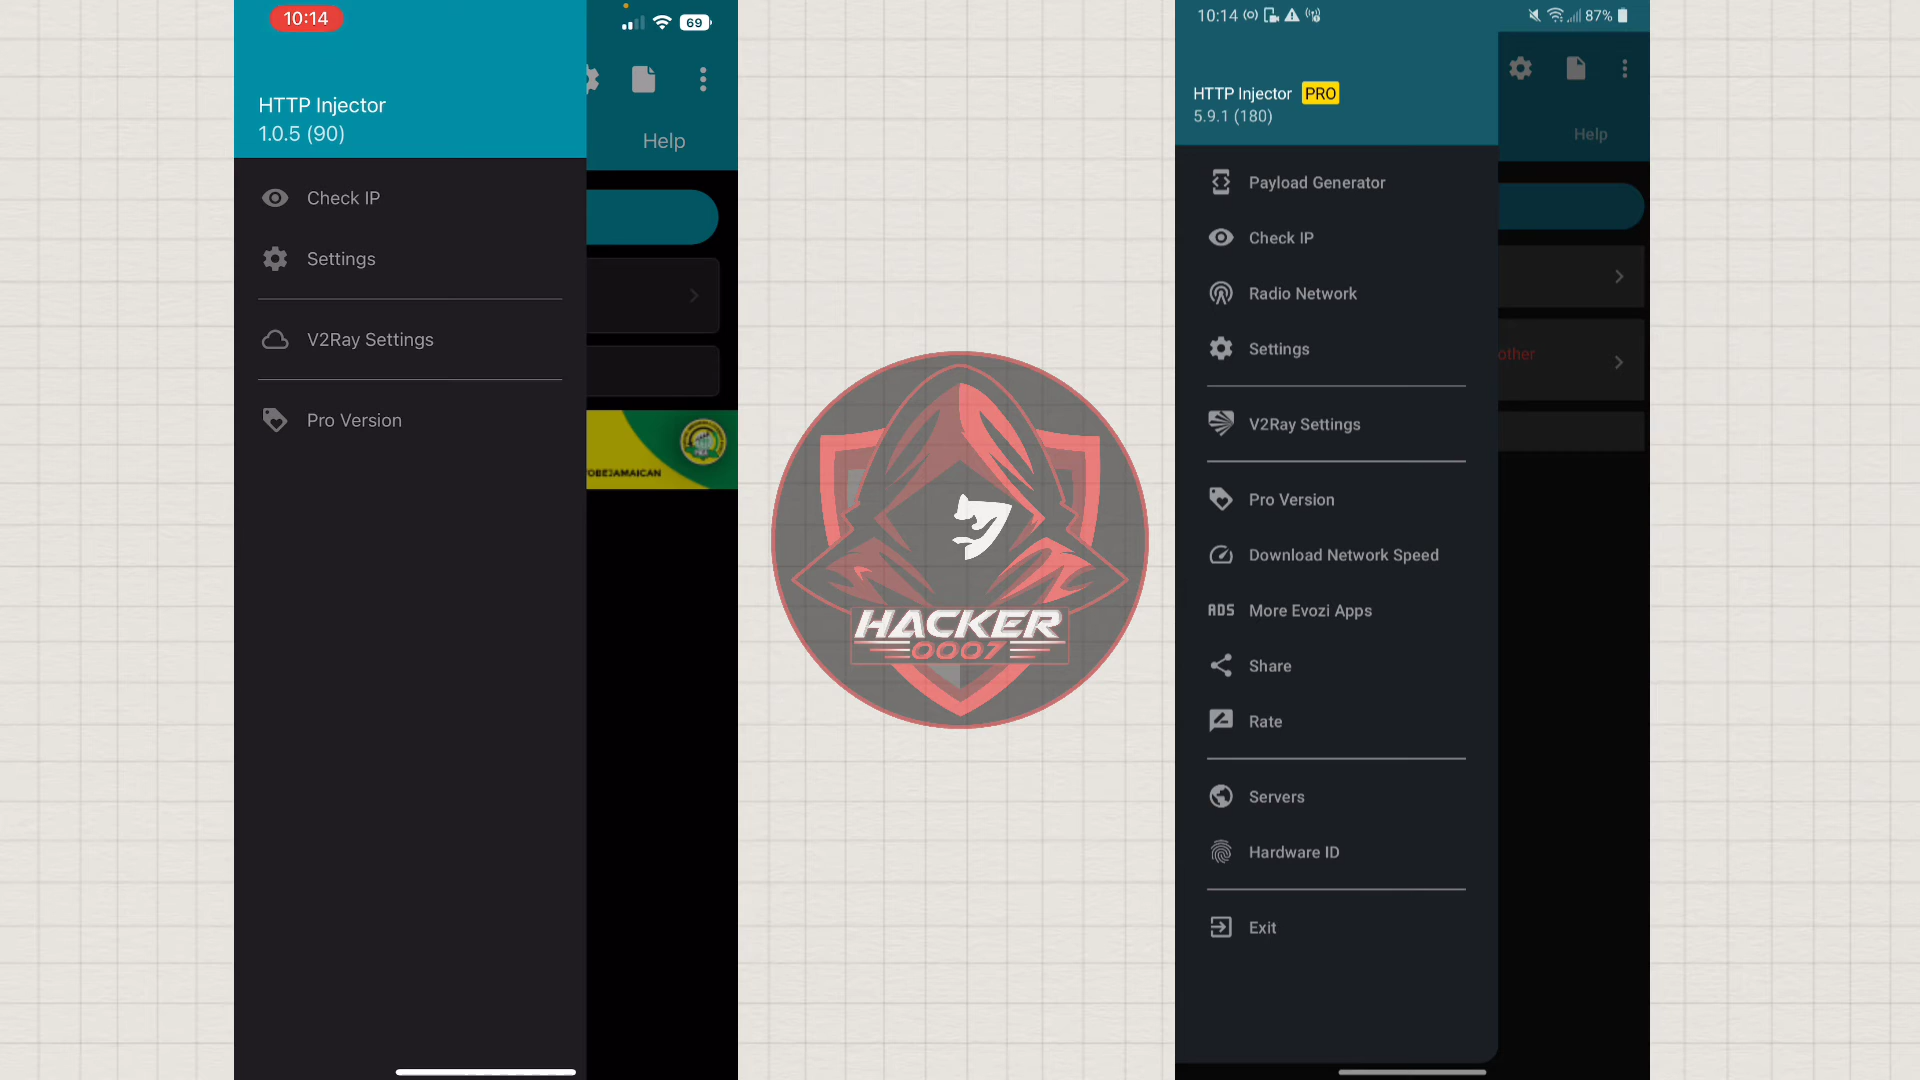 10:14
69
HTTP Injector
1.0.5 (90)
Help
Check IP
Settings
V2Ray Settings
Pro Version
OBEJAMAICAN
HACKER
0007
10:14
87%
HTTP Injector PRO
5.9.1 (180)
Help
Payload Generator
Check IP
Radio Network
Settings
other
V2Ray Settings
Pro Version
Download Network Speed
ADS More Evozi Apps
Share
Rate
Servers
Hardware ID
Exit